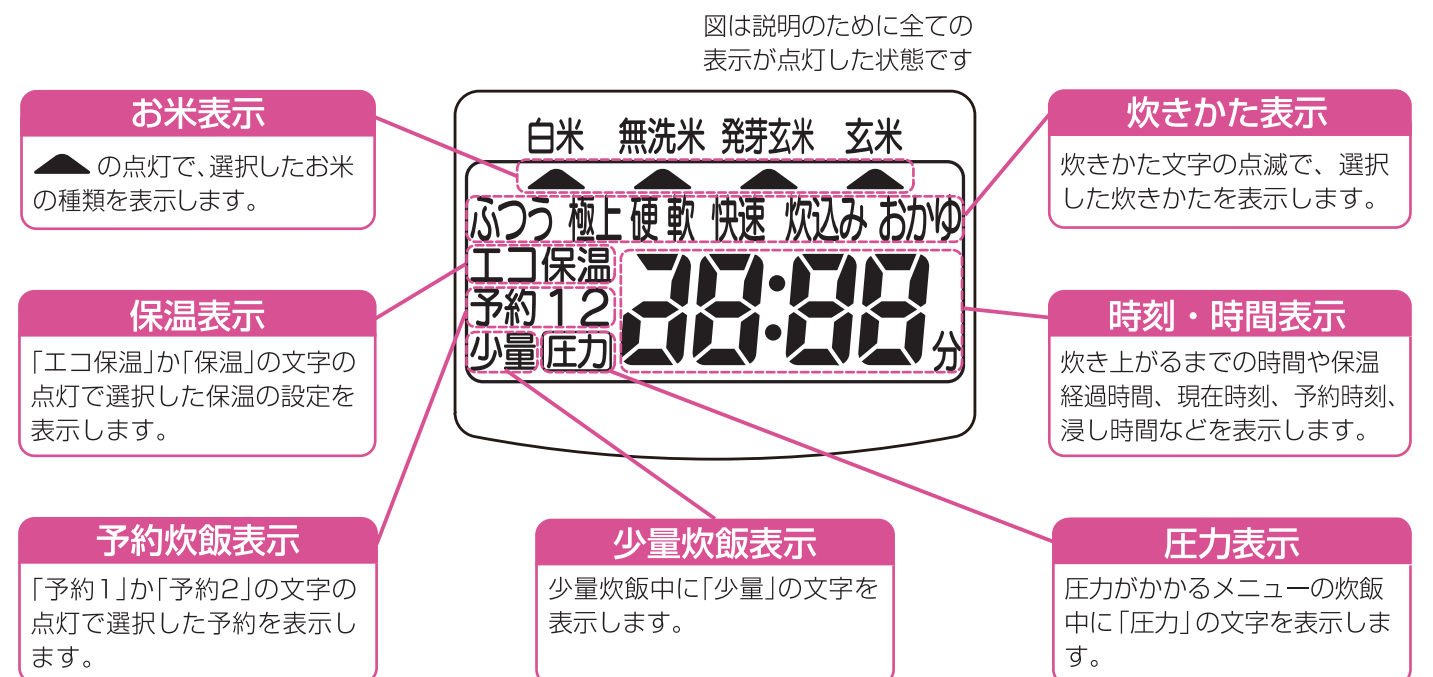 図は説明のために全ての
表示が点灯した状態です
お米表示
▲の点灯で、選択したお米
の種類を表示します。
保温表示
「エコ保温」か「保温」の文字の
点灯で選択した保温の設定を
表示します。
予約炊飯表示
「予約1」か「予約2」の文字の
点灯で選択した予約を表示し
ます。
白米 無洗米 発芽玄米 玄米
ふつう 極上 硬 軟 快速 炊込み おかゆ
エコ保温
予約12
少量 圧力
38:88分
少量炊飯表示
少量炊飯中に「少量」の文字を
表示します。
炊きかた表示
炊きかた文字の点滅で、選択
した炊きかたを表示します。
時刻・時間表示
炊き上がるまでの時間や保温
経過時間、現在時刻、予約時刻、
浸し時間などを表示します。
圧力表示
圧力がかかるメニューの炊飯
中に「圧力」の文字を表示しま
す。